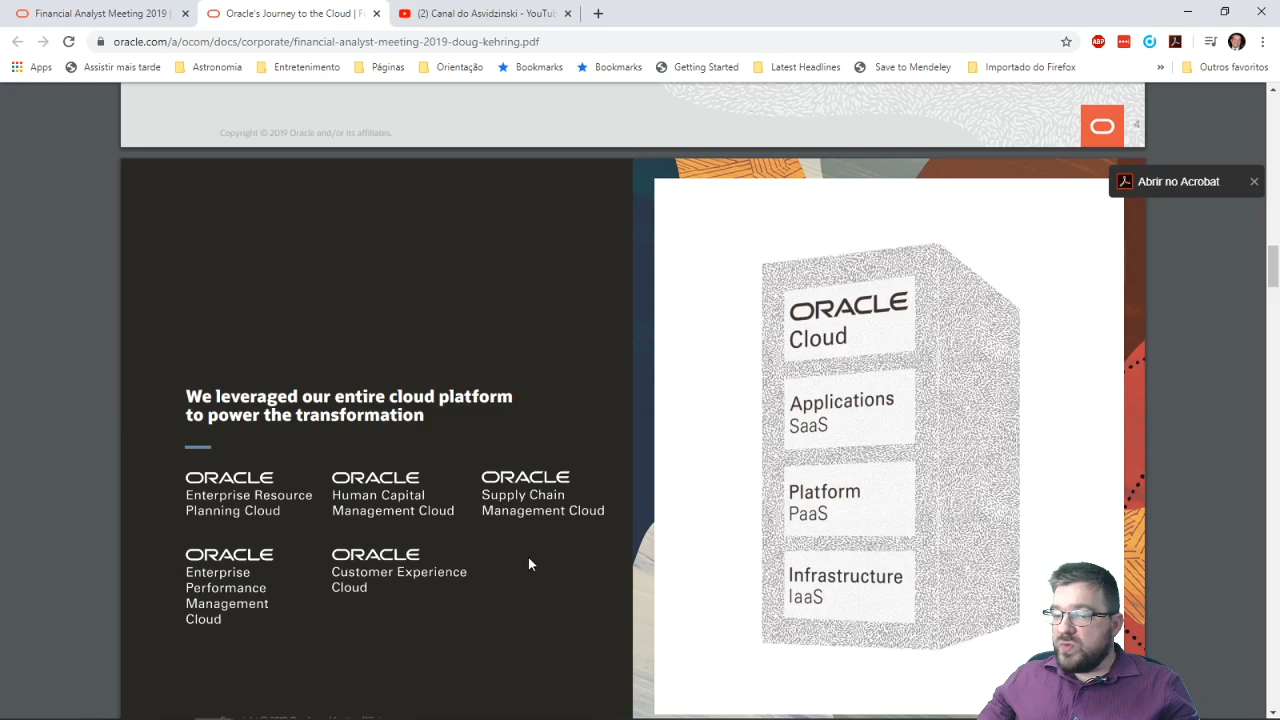 Financial Analyst Meeting 2019 |
Oracle's Journey to the Cloud | Fi
(2) Canal do Asvidzinski - YouTub
oracle.com/a/ocom/docs/corporate/financial-analyst-meeting-2019-doug-kehring.pdf
ABP
Apps
Assistir mais tarde
Astronomia
Entretenimento
Páginas
Orientação
Bookmarks
Bookmarks
Getting Started
Latest Headlines
Save to Mendeley
Importado do Firefox
»
Outros favoritos
Copyright © 2019 Oracle and/or its affiliates.
4
Abrir no Acrobat
We leveraged our entire cloud platform
to power the transformation
ORACLE
Enterprise Resource
Planning Cloud
ORACLE
Human Capital
Management Cloud
ORACLE
Supply Chain
Management Cloud
ORACLE
Enterprise
Performance
Management
Cloud
ORACLE
Customer Experience
Cloud
ORACLE
Cloud
Applications
SaaS
Platform
PaaS
Infrastructure
IaaS